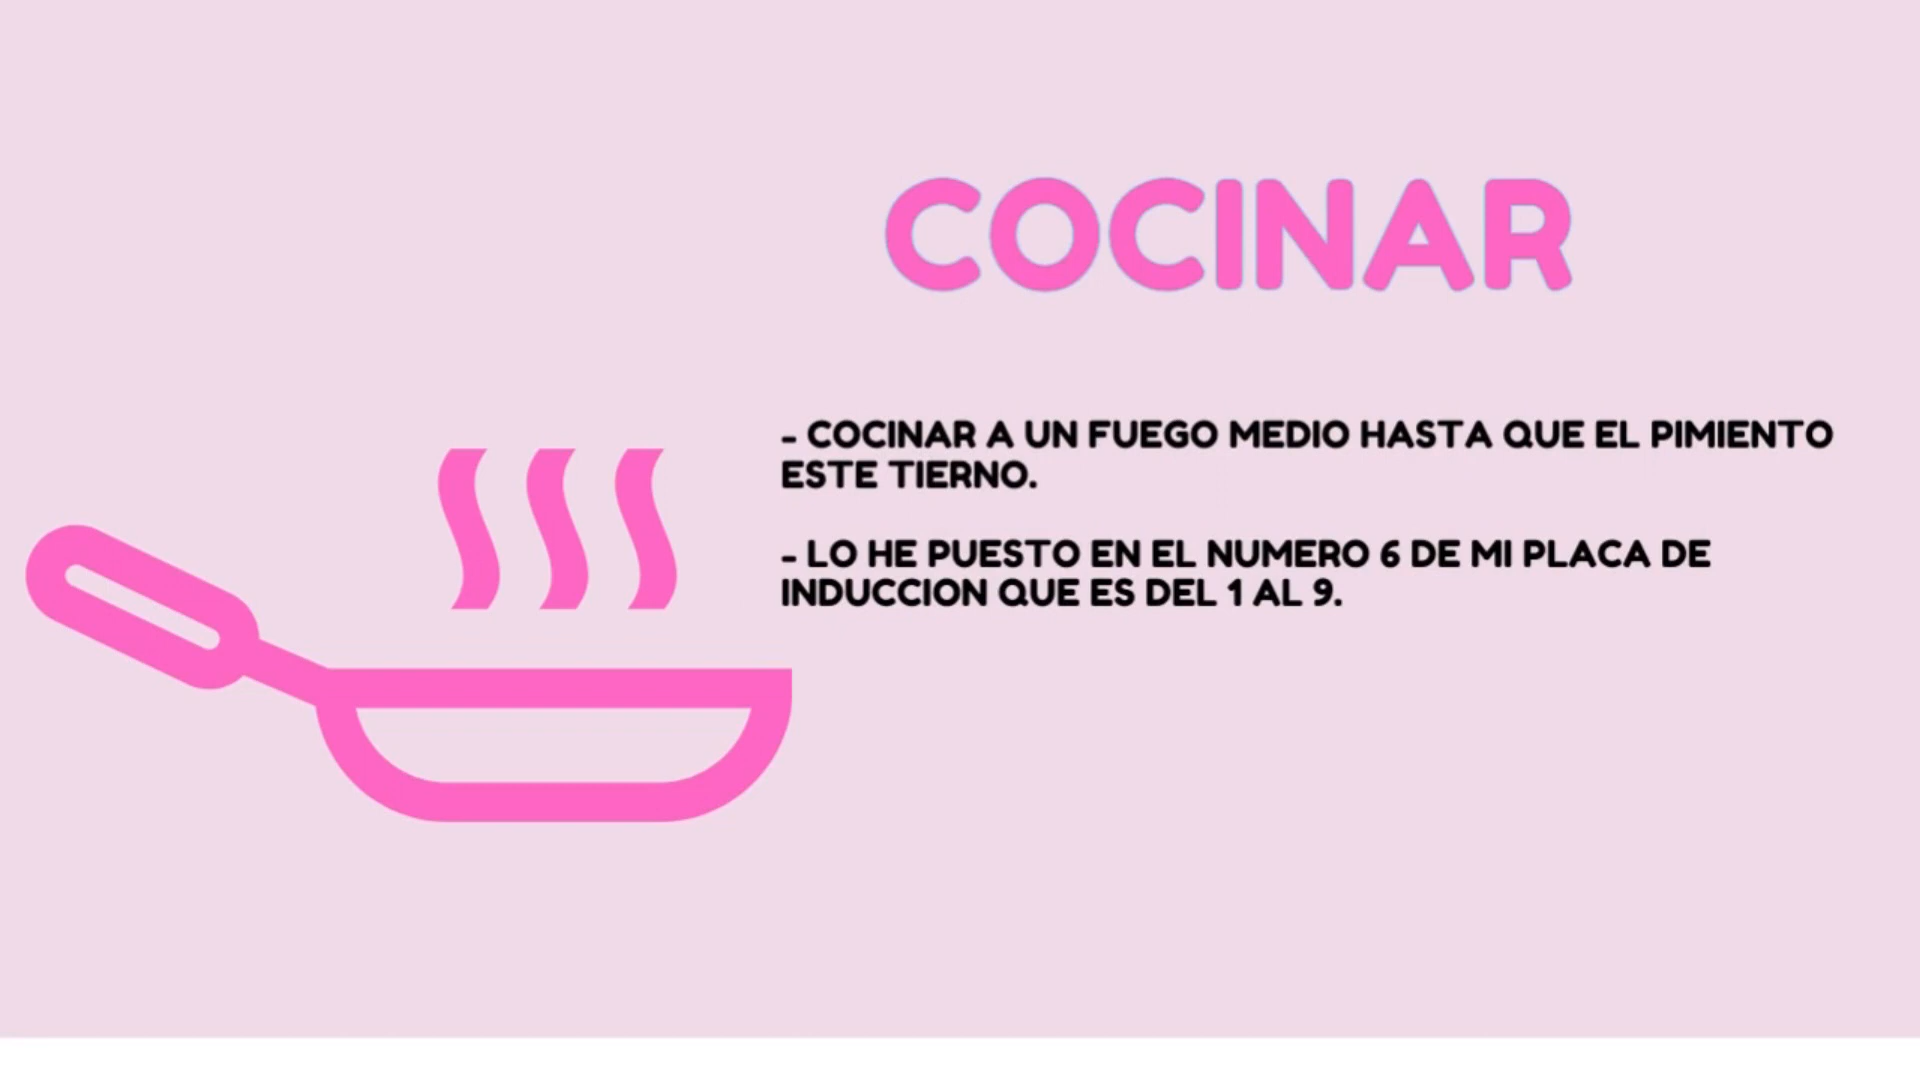 COCINAR
- COCINAR A UN FUEGO MEDIO HASTA QUE EL PIMIENTO
ESTE TIERNO.
- LO HE PUESTO EN EL NUMERO 6 DE MI PLACA DE
INDUCCION QUE ES DEL 1 AL 9.